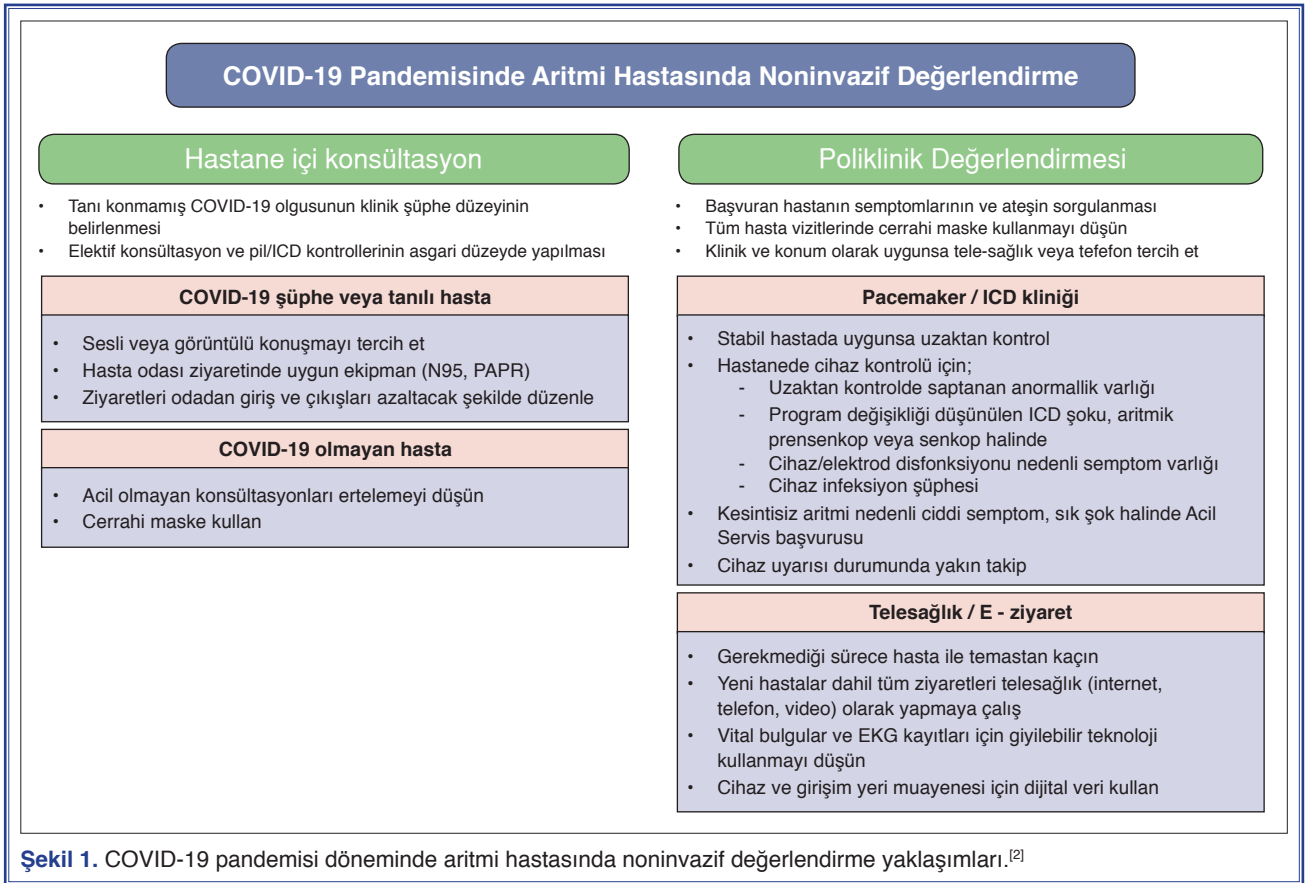 COVID-19 Pandemisinde Aritmi Hastasında Noninvazif Değerlendirme
Hastane içi konsültasyon
• Tanı konmamış COVID-19 olgusunun klinik şüphe düzeyinin
belirlenmesi
• Elektif konsültasyon ve pil/ICD kontrollerinin asgari düzeyde yapılması
COVID-19 şüphe veya tanılı hasta
• Sesli veya görüntülü konuşmayı tercih et
• Hasta odası ziyaretinde uygun ekipman (N95, PAPR)
• Ziyaretleri odadan giriş ve çıkışları azaltacak şekilde düzenle
COVID-19 olmayan hasta
• Acil olmayan konsültasyonları ertelemeyi düşün
• Cerrahi maske kullan
Poliklinik Değerlendirmesi
• Başvuran hastanın semptomlarının ve ateşin sorgulanması
• Tüm hasta vizitlerinde cerrahi maske kullanmayı düşün
• Klinik ve konum olarak uygunsa tele-sağlık veya tefefon tercih et
Pacemaker / ICD kliniği
• Stabil hastada uygunsa uzaktan kontrol
• Hastanede cihaz kontrolü için;
- Uzaktan kontrolde saptanan anormallik varlığı
- Program değişikliği düşünülen ICD şoku, aritmik
prensenkop veya senkop halinde
- Cihaz/elektrod disfonksiyonu nedenli semptom varlığı
- Cihaz infeksiyon şüphesi
• Kesintisiz aritmi nedenli ciddi semptom, sık şok halinde Acil
Servis başvurusu
• Cihaz uyarısı durumunda yakın takip
Telesağlık / E - ziyaret
• Gerekmediği sürece hasta ile temastan kaçın
• Yeni hastalar dahil tüm ziyaretleri telesağlık (internet,
telefon, video) olarak yapmaya çalış
• Vital bulgular ve EKG kayıtları için giyilebilir teknoloji
kullanmayı düşün
• Cihaz ve girişim yeri muayenesi için dijital veri kullan
Şekil 1. COVID-19 pandemisi döneminde aritmi hastasında noninvazif değerlendirme yaklaşımları.[2]